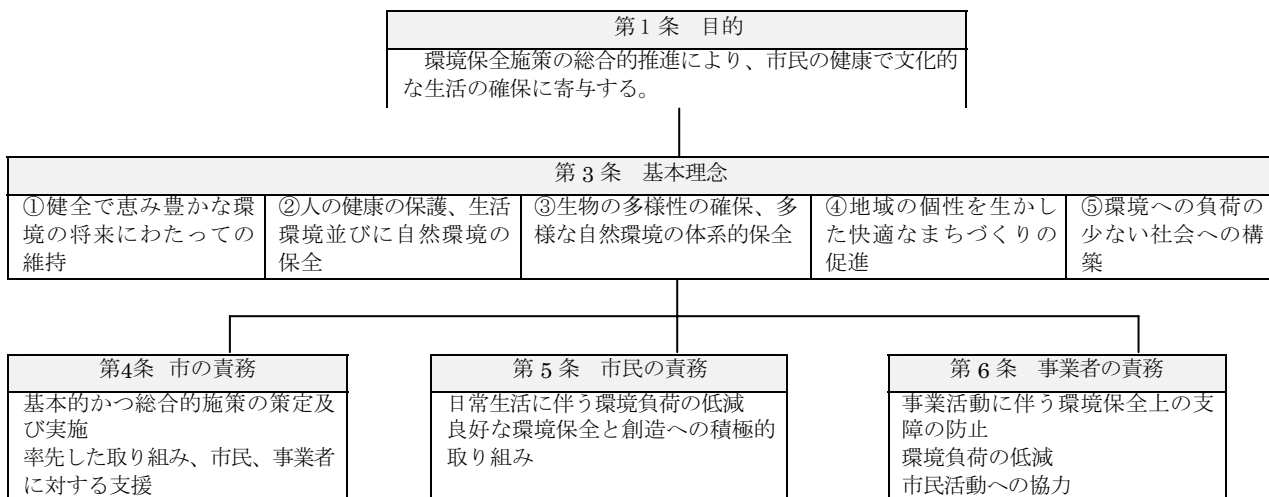 第1条 目的
環境保全施策の総合的推進により、市民の健康で文化的
な生活の確保に寄与する。
第3条 基本理念
①健全で恵み豊かな環
境の将来にわたっての
維持
②人の健康の保護、生活
環境並びに自然環境の
保全
③生物の多様性の確保、多
様な自然環境の体系的保全
④地域の個性を生かし
た快適なまちづくりの
促進
⑤環境への負荷の
少ない社会への構
築
第4条 市の責務
基本的かつ総合的施策の策定及
び実施
率先した取り組み、市民、事業者
に対する支援
第5条 市民の責務
日常生活に伴う環境負荷の低減
良好な環境保全と創造への積極的
取り組み
第6条 事業者の責務
事業活動に伴う環境保全上の支
障の防止
環境負荷の低減
市民活動への協力